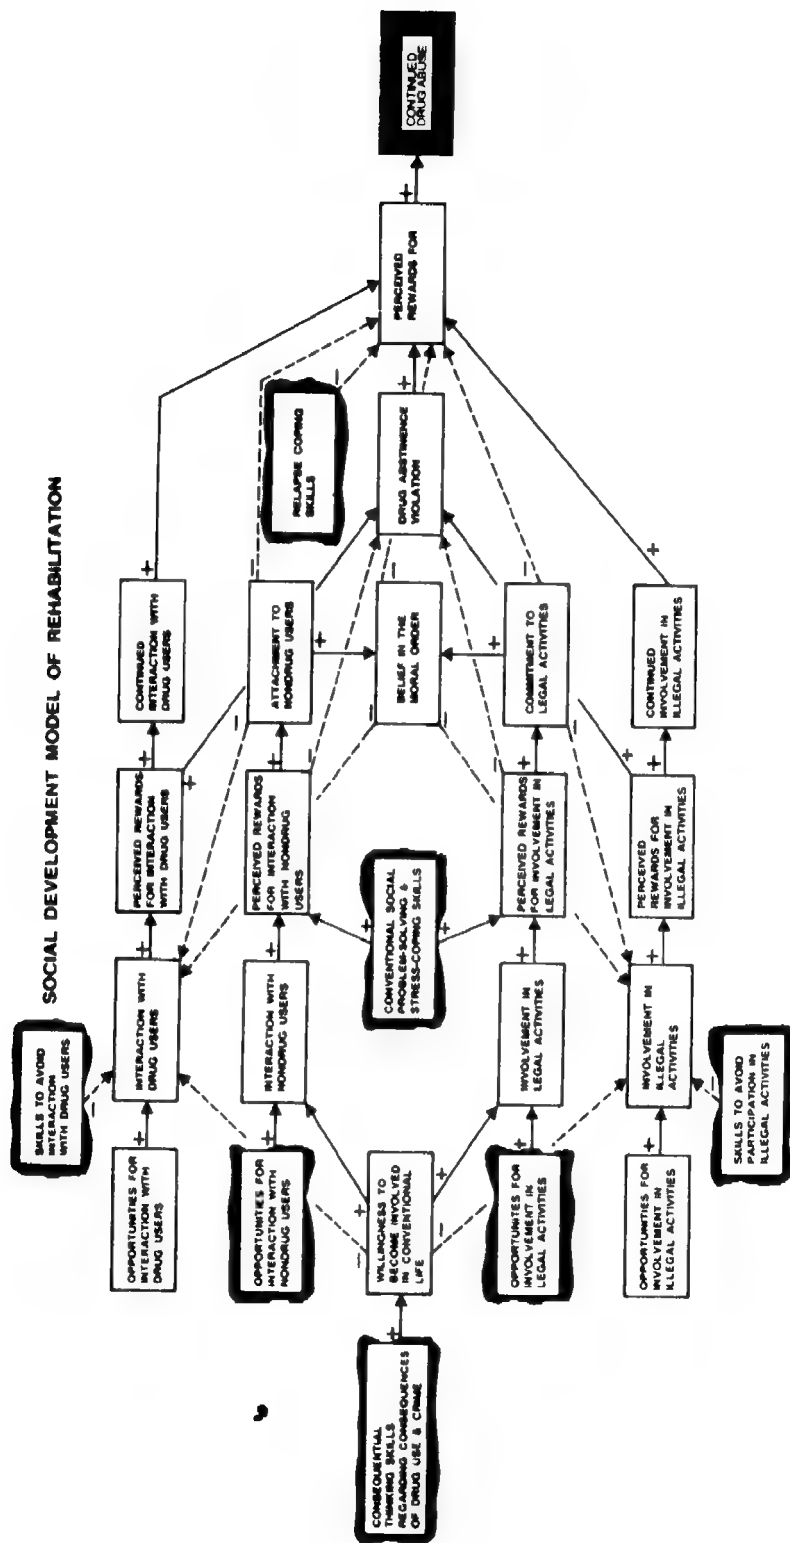 SOCIAL DEVELOPMENT MODEL OF REHABILITATION
SKILLS TO AVOID
INTERACTION
WITH DRUG USERS
OPPORTUNITIES FOR
INTERACTION WITH
DRUG USERS
+
INTERACTION WITH
DRUG USERS
+
PERCEIVED REWARDS
FOR INTERACTION
WITH DRUG USERS
+
CONTINUED
INTERACTION WITH
DRUG USERS
+
OPPORTUNITIES FOR
INTERACTION WITH
NONDRUG USERS
+
INTERACTION WITH
NONDRUG USERS
+
PERCEIVED REWARDS
FOR INTERACTION
WITH NONDRUG
USERS
+
ATTACHMENT TO
NONDRUG USERS
RELAPSE COPING
SKILLS
CONSEQUENTIAL
THINKING SKILLS
REGARDING CONSEQUENCES
OF DRUG USE & CRIME
+
WILLINGNESS TO
BECOME INVOLVED
IN CONVENTIONAL
LIFE
CONVENTIONAL SOCIAL
PROBLEM-SOLVING &
STRESS-COPING SKILLS
BELIEF IN THE
MORAL ORDER
DRUG ABSTINENCE
VIOLATION
+
PERCEIVED
REWARDS FOR
+
CONTINUED
DRUG ABUSE
OPPORTUNITES FOR
INVOLVEMENT IN
LEGAL ACTIVITIES
+
INVOLVEMENT IN
LEGAL ACTIVITIES
+
PERCEIVED REWARDS
FOR INVOLVEMENT IN
LEGAL ACTIVITIES
+
COMMITMENT TO
LEGAL ACTIVITIES
OPPORTUNITIES FOR
INVOLVEMENT IN
ILLEGAL ACTIVITIES
+
INVOLVEMENT IN
ILLEGAL
ACTIVITIES
+
PERCEIVED
REWARDS FOR
INVOLVEMENT IN
ILLEGAL ACTIVITIES
+
CONTINUED
INVOLVEMENT IN
ILLEGAL ACTIVITIES
+
SKILLS TO AVOID
PARTICIPATION IN
ILLEGAL ACTIVITIES